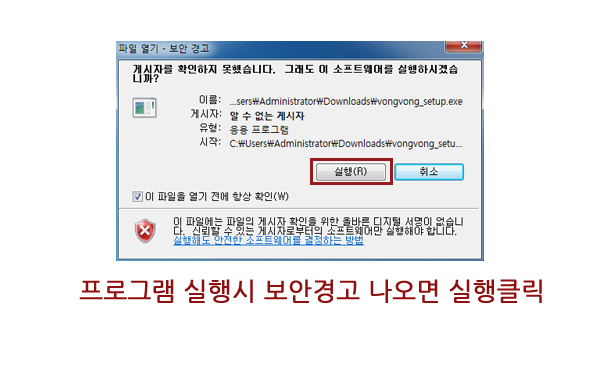 파일 열기 - 보안 경고
게시자를 확인하지 못했습니다. 그래도 이 소프트웨어를 실행하시겠습
니까?
이름: ...sers₩Administrator₩Downloads₩vongvong_setup.exe
게시자: 알 수 없는 게시자
유형: 응용 프로그램
시작: C:₩Users₩Administrator₩Downloads₩vongvong_setu...
실행(R) 취소
이 파일을 열기 전에 항상 확인(W)
이 파일에는 파일의 게시자 확인을 위한 올바른 디지털 서명이 없습니
다. 신뢰할 수 있는 게시자로부터의 소프트웨어만 실행해야 합니다.
실행해도 안전한 소프트웨어를 결정하는 방법
프로그램 실행시 보안경고 나오면 실행클릭